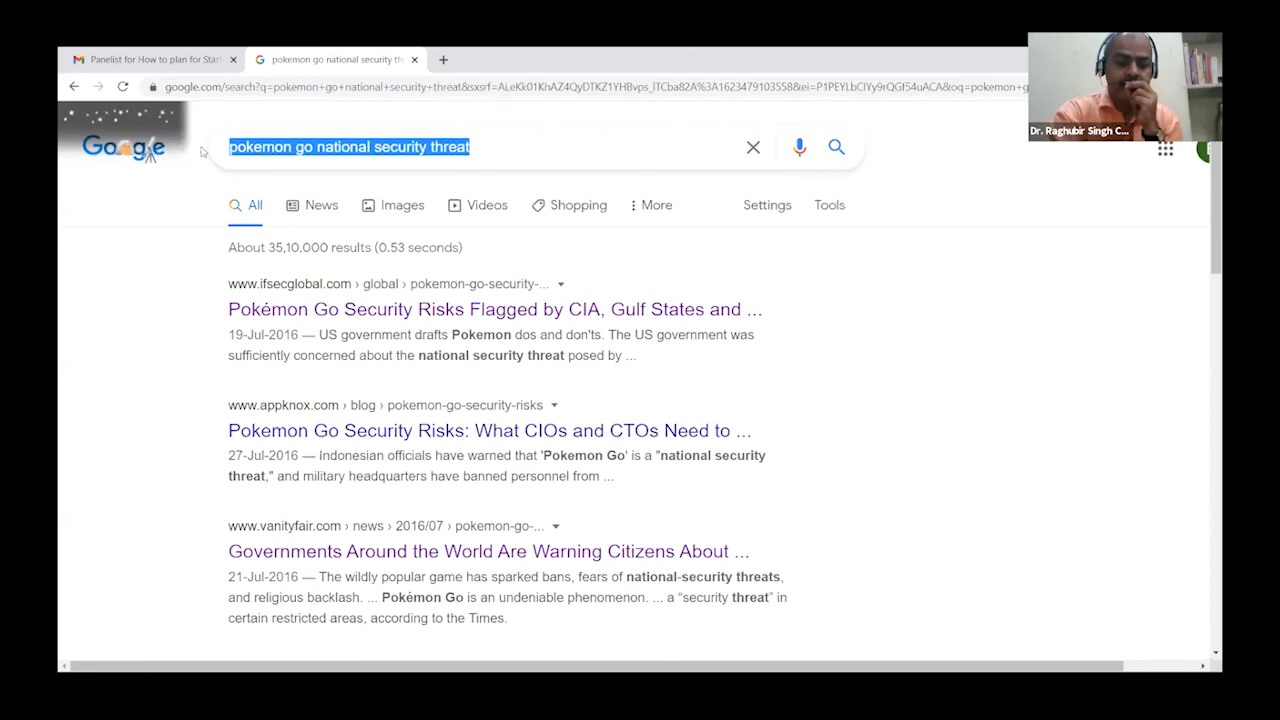 Panelist for How to plan for Start
pokemon go national security th
google.com/search?q=pokemon+go+national+security+threat&sxsrf=
Dr. Raghubir Singh C...
Google
pokemon go national security threat
All
News
Images
Videos
Shopping
More
Settings
Tools
About 35,10,000 results (0.53 seconds)
www.ifsecglobal.com › global › pokemon-go-security-...
Pokémon Go Security Risks Flagged by CIA, Gulf States and ...
19-Jul-2016 — US government drafts Pokemon dos and don'ts. The US government was
sufficiently concerned about the national security threat posed by ...
www.appknox.com › blog › pokemon-go-security-risks
Pokemon Go Security Risks: What CIOs and CTOs Need to ...
27-Jul-2016 — Indonesian officials have warned that 'Pokemon Go' is a "national security
threat," and military headquarters have banned personnel from ...
www.vanityfair.com › news › 2016/07 › pokemon-go-...
Governments Around the World Are Warning Citizens About ...
21-Jul-2016 — The wildly popular game has sparked bans, fears of national-security threats,
and religious backlash. ... Pokémon Go is an undeniable phenomenon. ... a “security threat” in
certain restricted areas, according to the Times.